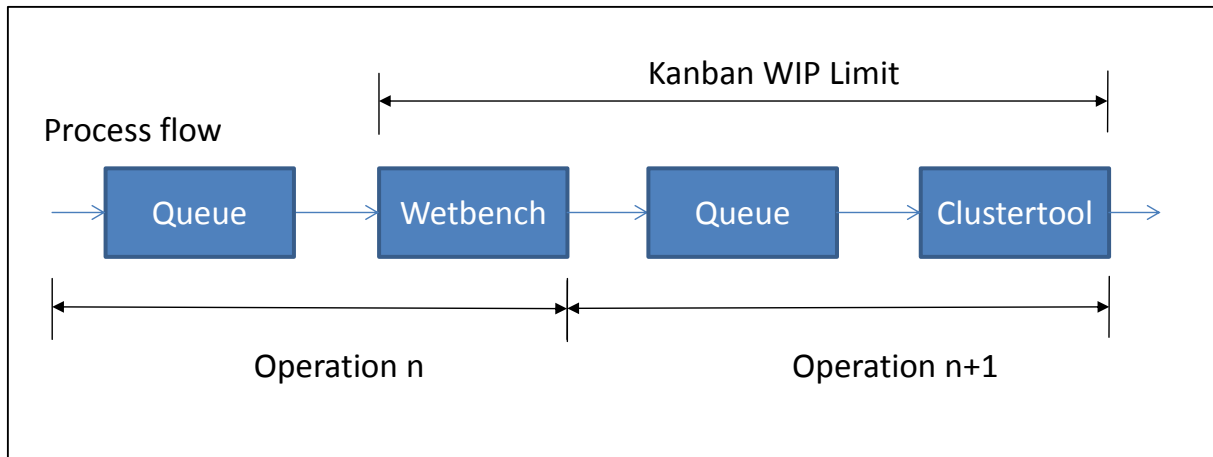 Kanban WIP Limit
Process flow
Queue
Wetbench
Queue
Clustertool
Operation n
Operation n+1